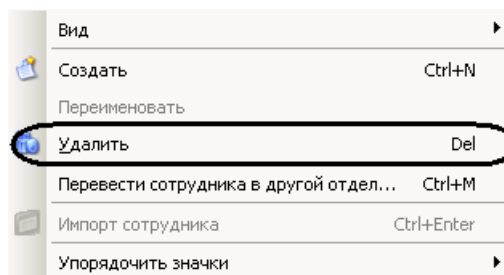 Вид
Создать Ctrl+N
Переименовать
Удалить Del
Перевести сотрудника в другой отдел... Ctrl+M
Импорт сотрудника Ctrl+Enter
Упорядочить значки